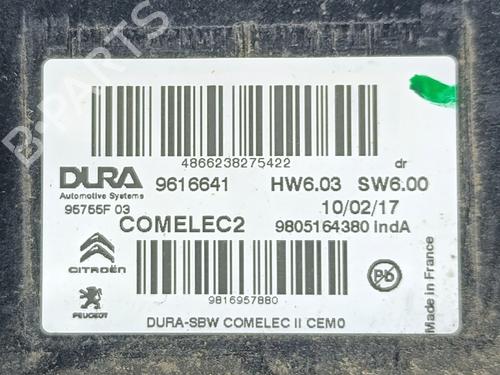 4866238275422
dr
DURA
Automotive Systems
9616641 HW6.03 SW6.00
95755F 03
10/02/17
COMELEC2
9805164380 indA
CITROËN
Pb
9816957880
PEUGEOT
DURA-SBW COMELEC II CEM0
Made in France
B-PARTS